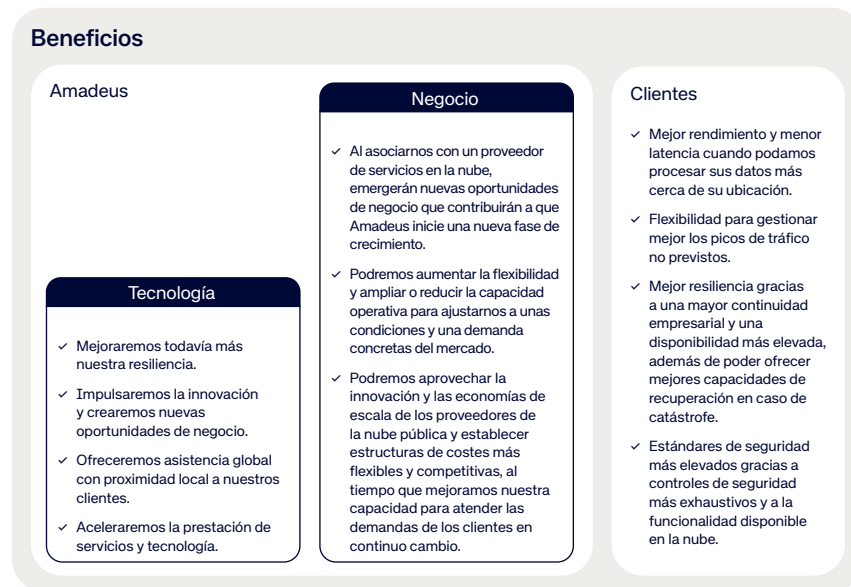 Beneficios
Amadeus
Tecnología
✓ Mejoraremos todavía más
nuestra resiliencia.
✓ Impulsaremos la innovación
y crearemos nuevas
oportunidades de negocio.
✓ Ofreceremos asistencia global
con proximidad local a nuestros
clientes.
✓ Aceleraremos la prestación de
servicios y tecnología.
Negocio
✓ Al asociarnos con un proveedor
de servicios en la nube,
emergerán nuevas oportunidades
de negocio que contribuirán a que
Amadeus inicie una nueva fase de
crecimiento.
✓ Podremos aumentar la flexibilidad
y ampliar o reducir la capacidad
operativa para ajustarnos a unas
condiciones y una demanda
concretas del mercado.
✓ Podremos aprovechar la
innovación y las economías de
escala de los proveedores de
la nube pública y establecer
estructuras de costes más
flexibles y competitivas, al
tiempo que mejoramos nuestra
capacidad para atender las
demandas de los clientes en
continuo cambio.
Clientes
✓ Mejor rendimiento y menor
latencia cuando podamos
procesar sus datos más
cerca de su ubicación.
✓ Flexibilidad para gestionar
mejor los picos de tráfico
no previstos.
✓ Mejor resiliencia gracias
a una mayor continuidad
empresarial y una
disponibilidad más elevada,
además de poder ofrecer
mejores capacidades de
recuperación en caso de
catástrofe.
✓ Estándares de seguridad
más elevados gracias a
controles de seguridad
más exhaustivos y a la
funcionalidad disponible
en la nube.